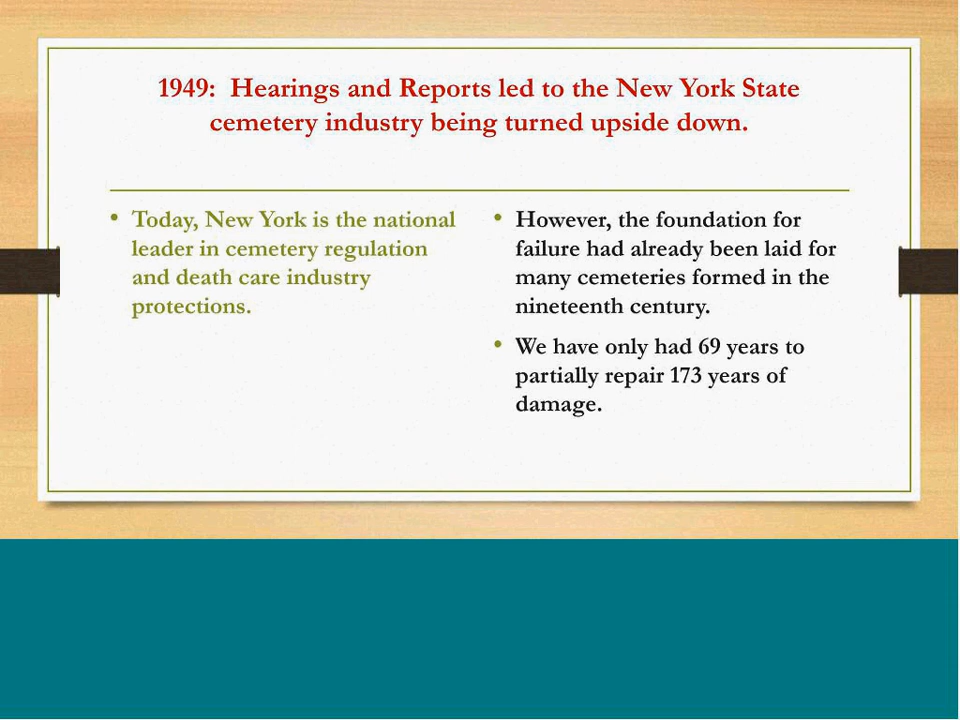 1949:  Hearings and Reports led to the New York State
cemetery industry being turned upside down.
• Today, New York is the national
leader in cemetery regulation
and death care industry
protections.
• However, the foundation for
failure had already been laid for
many cemeteries formed in the
nineteenth century.
• We have only had 69 years to
partially repair 173 years of
damage.